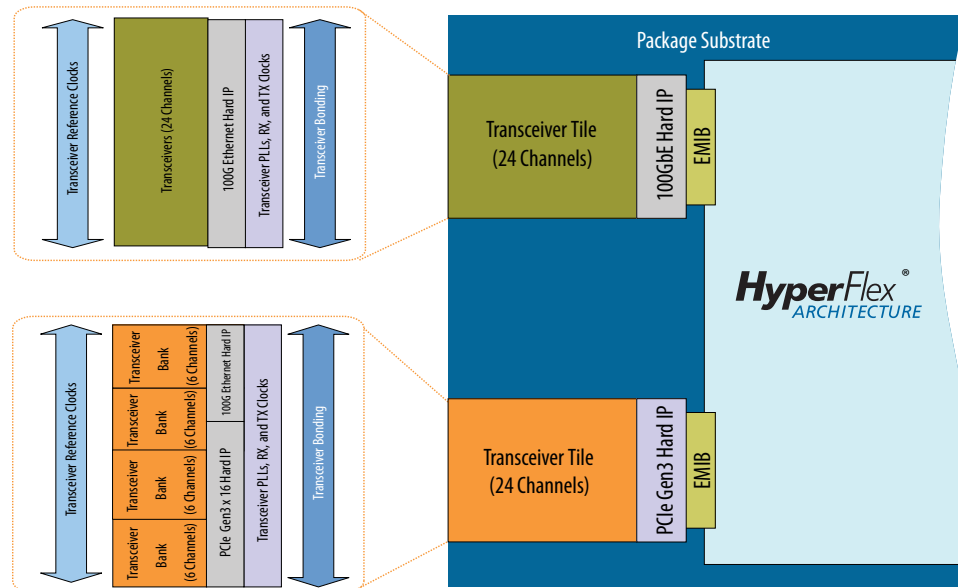 Transceiver Reference Clocks
Transceivers (24 Channels)
100G Ethernet Hard IP
Transceiver PLLs, RX, and TX Clocks
Transceiver Bonding
Package Substrate
Transceiver Tile
(24 Channels)
100GbE Hard IP
EMIB
HyperFlex®
ARCHITECTURE
Transceiver Reference Clocks
Transceiver
Bank
(6 Channels)
Transceiver
Bank
(6 Channels)
Transceiver
Bank
(6 Channels)
Transceiver
Bank
(6 Channels)
100G Ethernet Hard IP
PCIe Gen3 x 16 Hard IP
Transceiver PLLs, RX, and TX Clocks
Transceiver Bonding
Transceiver Tile
(24 Channels)
PCIe Gen3 Hard IP
EMIB